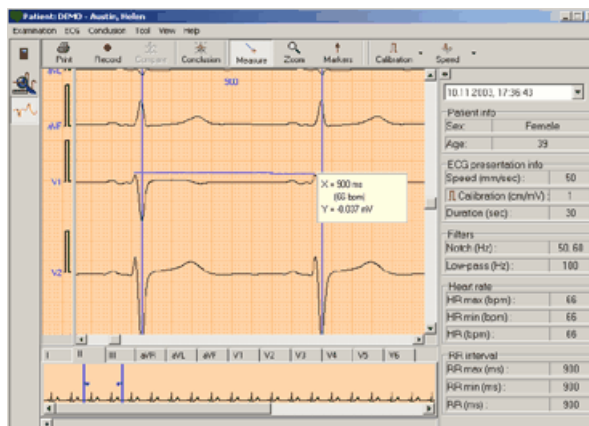 Patient: DEMO - Austin, Helen
Examination ECG Conclusion Tool View Help
Print Record Compare Conclusion Measure Zoom Markers Calibration Speed
aVL
900
10.11.2003, 17:36:43
Patient info
Sex: Female
Age: 39
aVF
ECG presentation info
Speed (mm/sec): 50
V1
Calibration (cm/mV): 1
X = 900 ms
(66 bpm)
Y = -0.037 mV
Duration (sec): 30
Filters
Notch (Hz): 50, 60
Low-pass (Hz): 100
V2
Heart rate
HR max (bpm): 66
HR min (bpm): 66
HR (bpm): 66
I II III aVR aVL aVF V1 V2 V3 V4 V5 V6
RR interval
RR max (ms): 900
RR min (ms): 900
RR (ms): 900